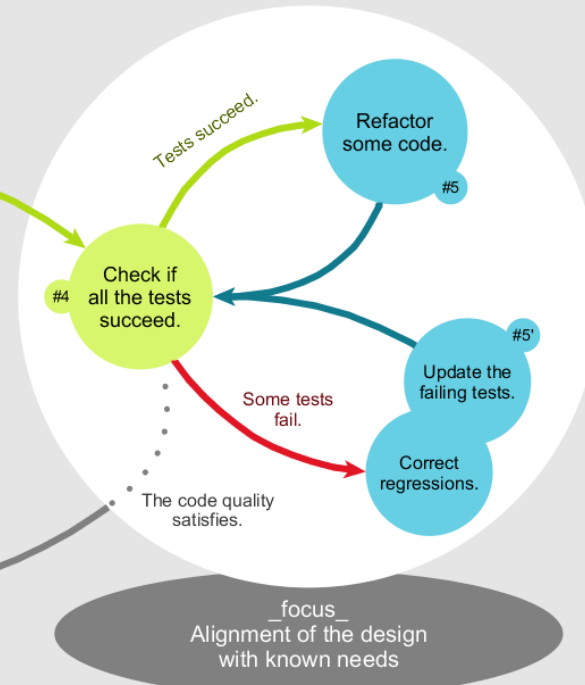 Tests succeed.
Refactor
some code.
#5
#4
Check if
all the tests
succeed.
#5'
Update the
failing tests.
Some tests
fail.
Correct
regressions.
The code quality
satisfies.
_focus_
Alignment of the design
with known needs